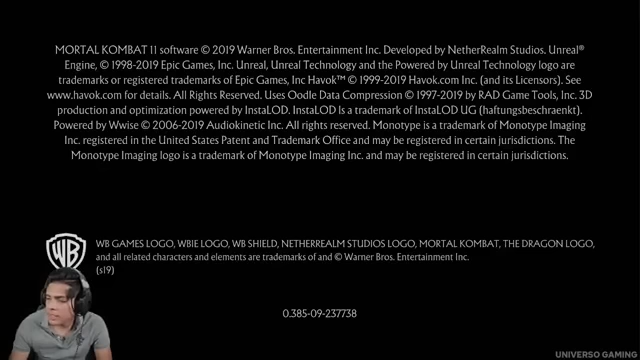 MORTAL KOMBAT 11 software © 2019 Warner Bros. Entertainment Inc. Developed by NetherRealm Studios. Unreal®
Engine, © 1998-2019 Epic Games, Inc. Unreal, Unreal Technology and the Powered by Unreal Technology logo are
trademarks or registered trademarks of Epic Games, Inc Havok™ © 1999-2019 Havok.com Inc. (and its Licensors). See
www.havok.com for details. All Rights Reserved. Uses Oodle Data Compression © 1997-2019 by RAD Game Tools, Inc. 3D
production and optimization powered by InstaLOD. InstaLOD Is a trademark of InstaLOD UG (haftungsbeschraenkt).
Powered by Wwise © 2006-2019 Audiokinetic Inc. All rights reserved. Monotype is a trademark of Monotype Imaging
Inc. registered in the United States Patent and Trademark Office and may be registered in certain jurisdictions. The
Monotype Imaging logo is a trademark of Monotype Imaging Inc. and may be registered in certain jurisdictions.
WB
WB GAMES LOGO, WBIE LOGO, WB SHIELD, NETHERREALM STUDIOS LOGO, MORTAL KOMBAT, THE DRAGON LOGO,
and all related characters and elements are trademarks of and © Warner Bros. Entertainment Inc.
(s19)
0.385-09-237738
UNIVERSO GAMING